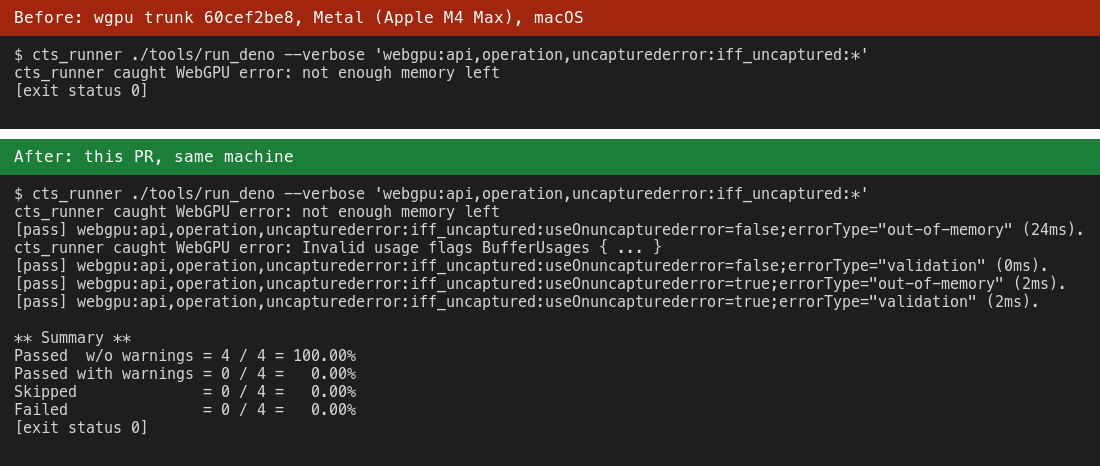 Before: wgpu trunk 60cef2be8, Metal (Apple M4 Max), macOS
$ cts_runner ./tools/run_deno --verbose 'webgpu:api,operation,uncapturederror:iff_uncaptured:*'
cts_runner caught WebGPU error: not enough memory left
[exit status 0]
After: this PR, same machine
$ cts_runner ./tools/run_deno --verbose 'webgpu:api,operation,uncapturederror:iff_uncaptured:*'
cts_runner caught WebGPU error: not enough memory left
[pass] webgpu:api,operation,uncapturederror:iff_uncaptured:useOnuncapturederror=false;errorType="out-of-memory" (24ms).
cts_runner caught WebGPU error: Invalid usage flags BufferUsages { ... }
[pass] webgpu:api,operation,uncapturederror:iff_uncaptured:useOnuncapturederror=false;errorType="validation" (0ms).
[pass] webgpu:api,operation,uncapturederror:iff_uncaptured:useOnuncapturederror=true;errorType="out-of-memory" (2ms).
[pass] webgpu:api,operation,uncapturederror:iff_uncaptured:useOnuncapturederror=true;errorType="validation" (2ms).
** Summary **
Passed  w/o warnings = 4 / 4 = 100.00%
Passed with warnings = 0 / 4 =   0.00%
Skipped              = 0 / 4 =   0.00%
Failed               = 0 / 4 =   0.00%
[exit status 0]